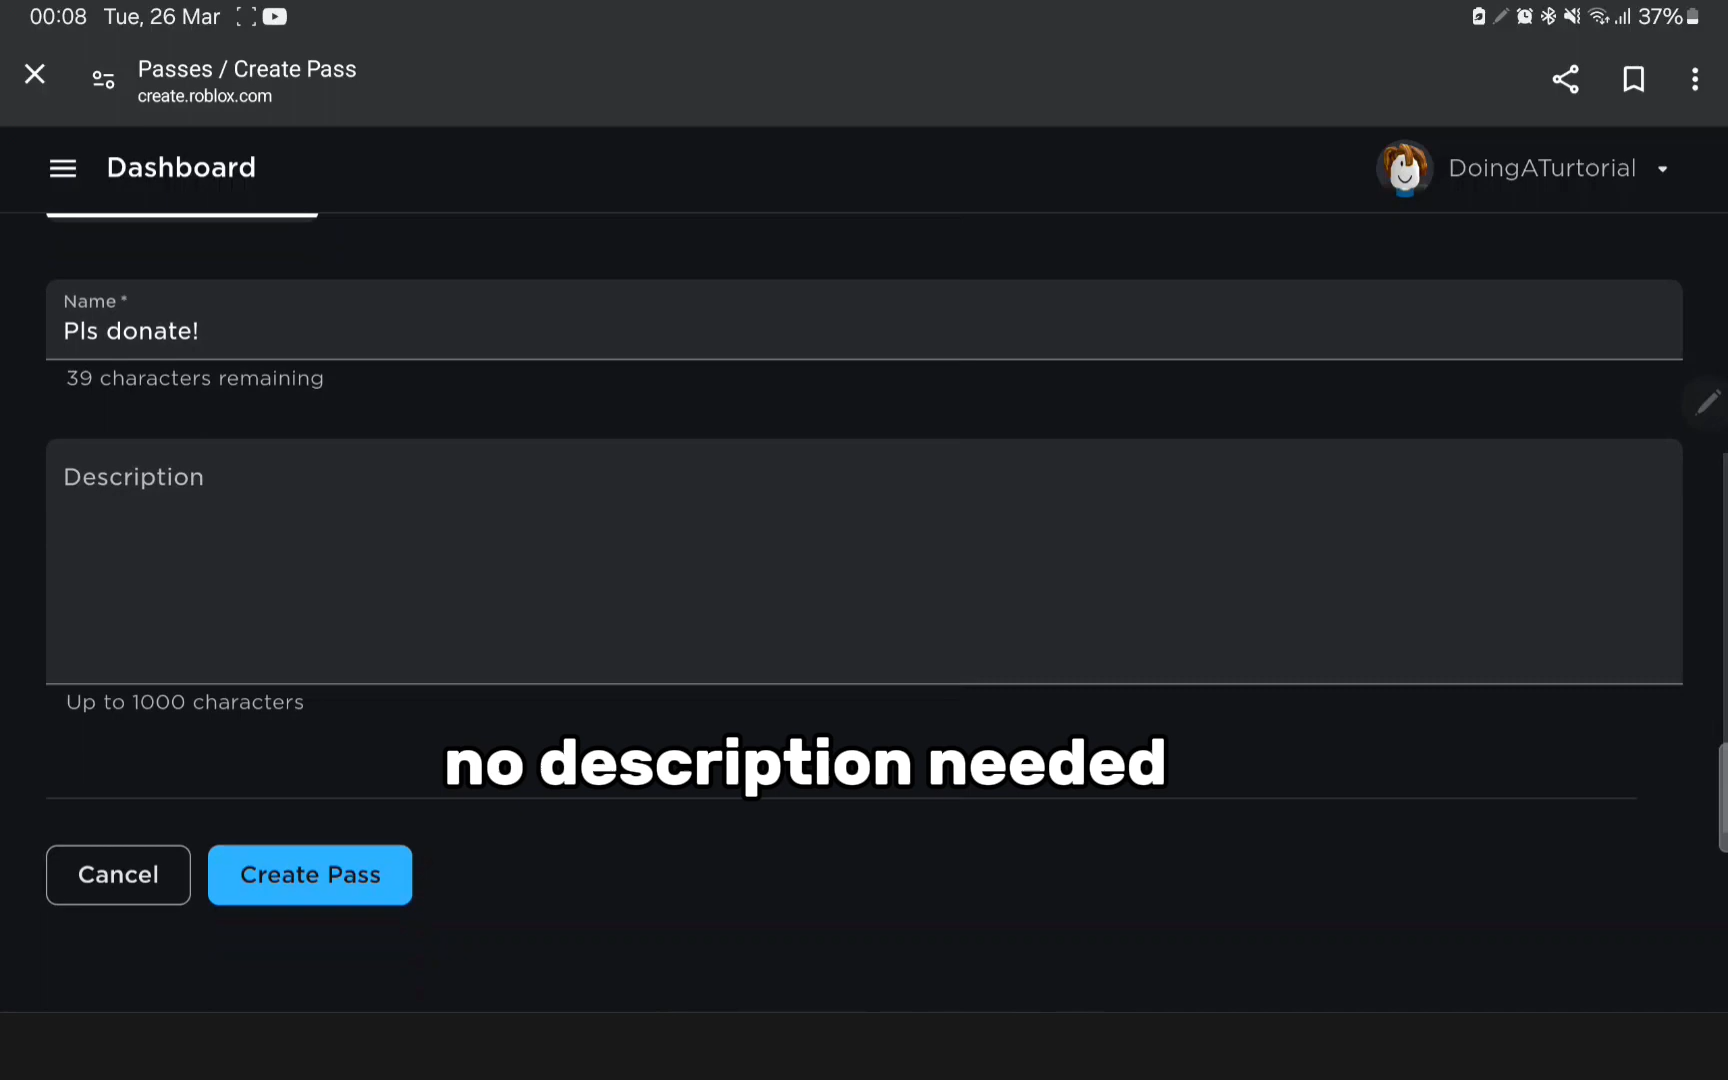 00:08 Tue, 26 Mar 37%
Passes / Create Pass
create.roblox.com
Dashboard DoingATurtorial
Name *
Pls donate!
39 characters remaining
Description
Up to 1000 characters
no description needed
Cancel Create Pass